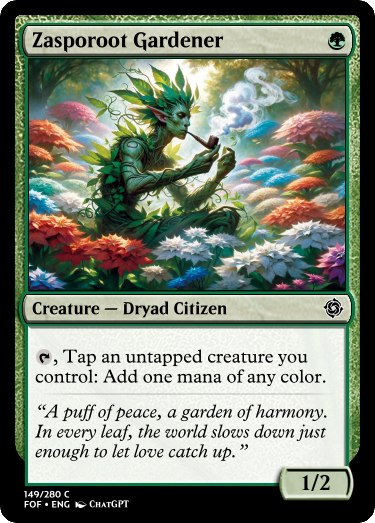 Zasporoot Gardener
Creature — Dryad Citizen
, Tap an untapped creature you
control: Add one mana of any color.
“A puff of peace, a garden of harmony.
In every leaf, the world slows down just
enough to let love catch up.”
1/2
149/280 C
FOF • ENG ChatGPT